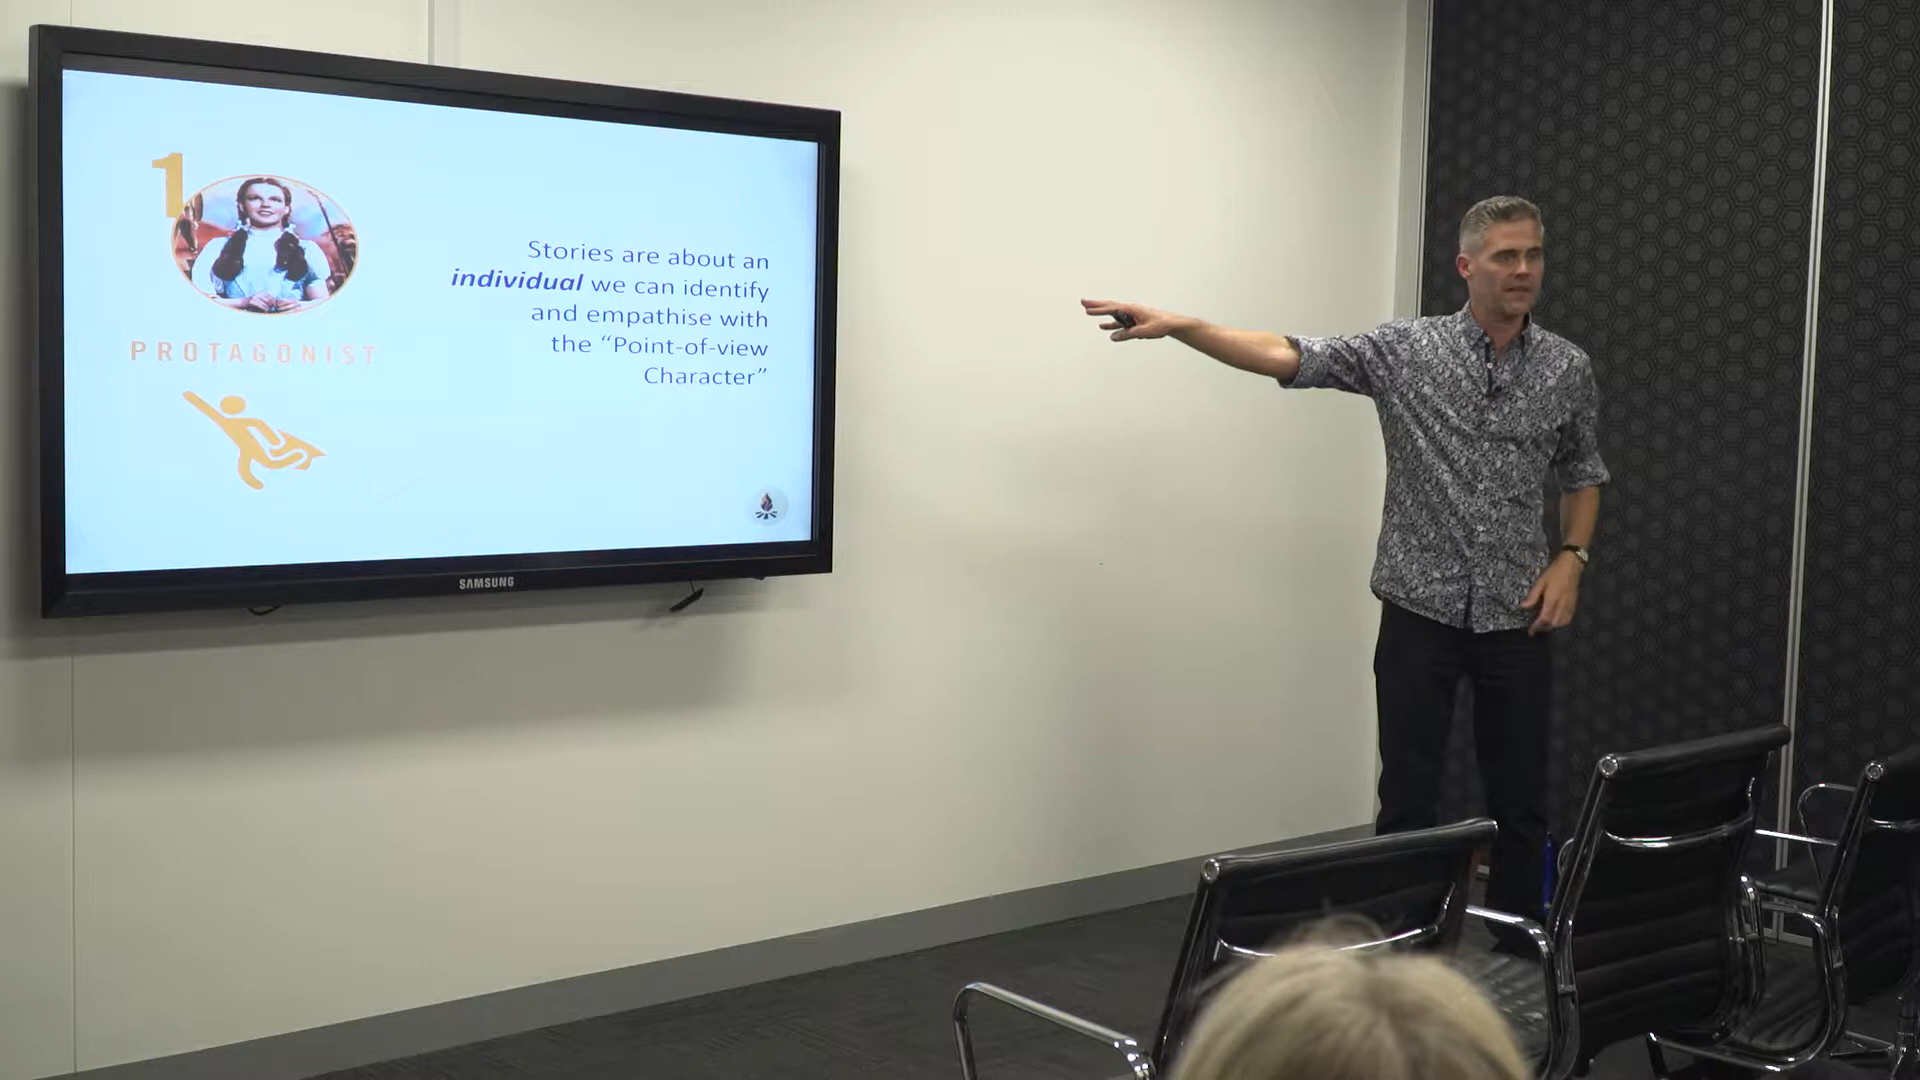 1
PROTAGONIST
Stories are about an
individual we can identify
and empathise with
the “Point-of-view
Character”
SAMSUNG